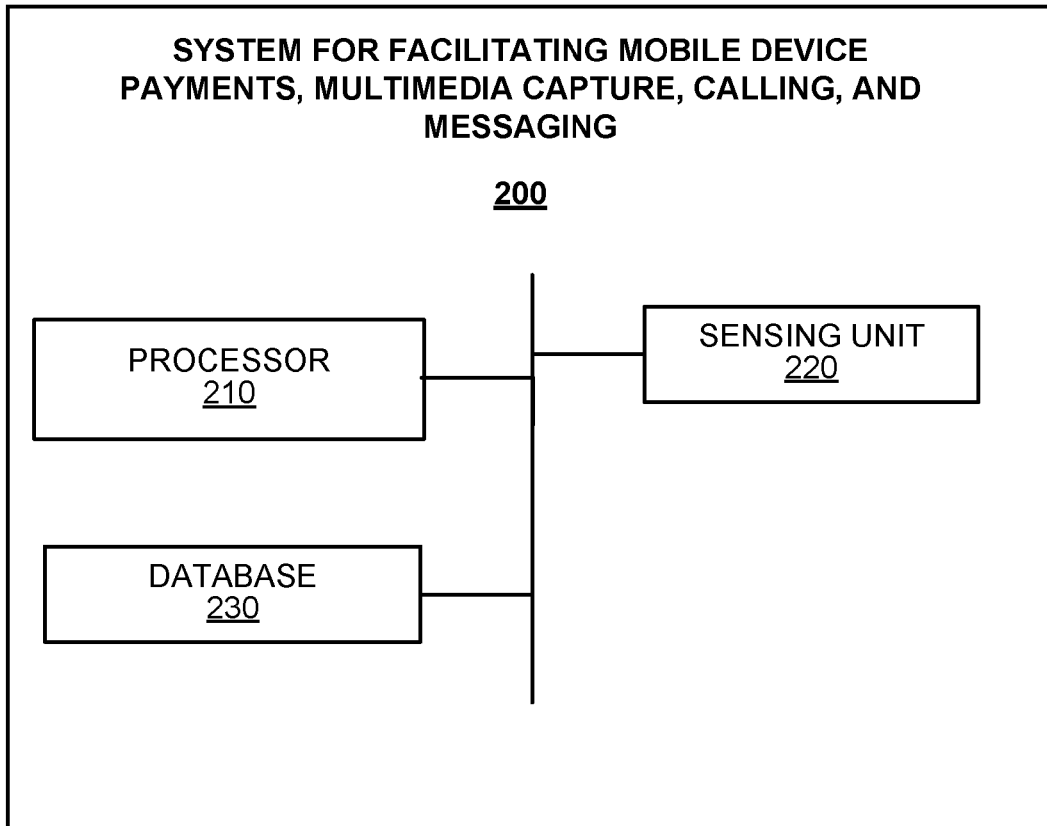 SYSTEM FOR FACILITATING MOBILE DEVICE
PAYMENTS, MULTIMEDIA CAPTURE, CALLING, AND
MESSAGING
200
PROCESSOR
210
SENSING UNIT
220
DATABASE
230